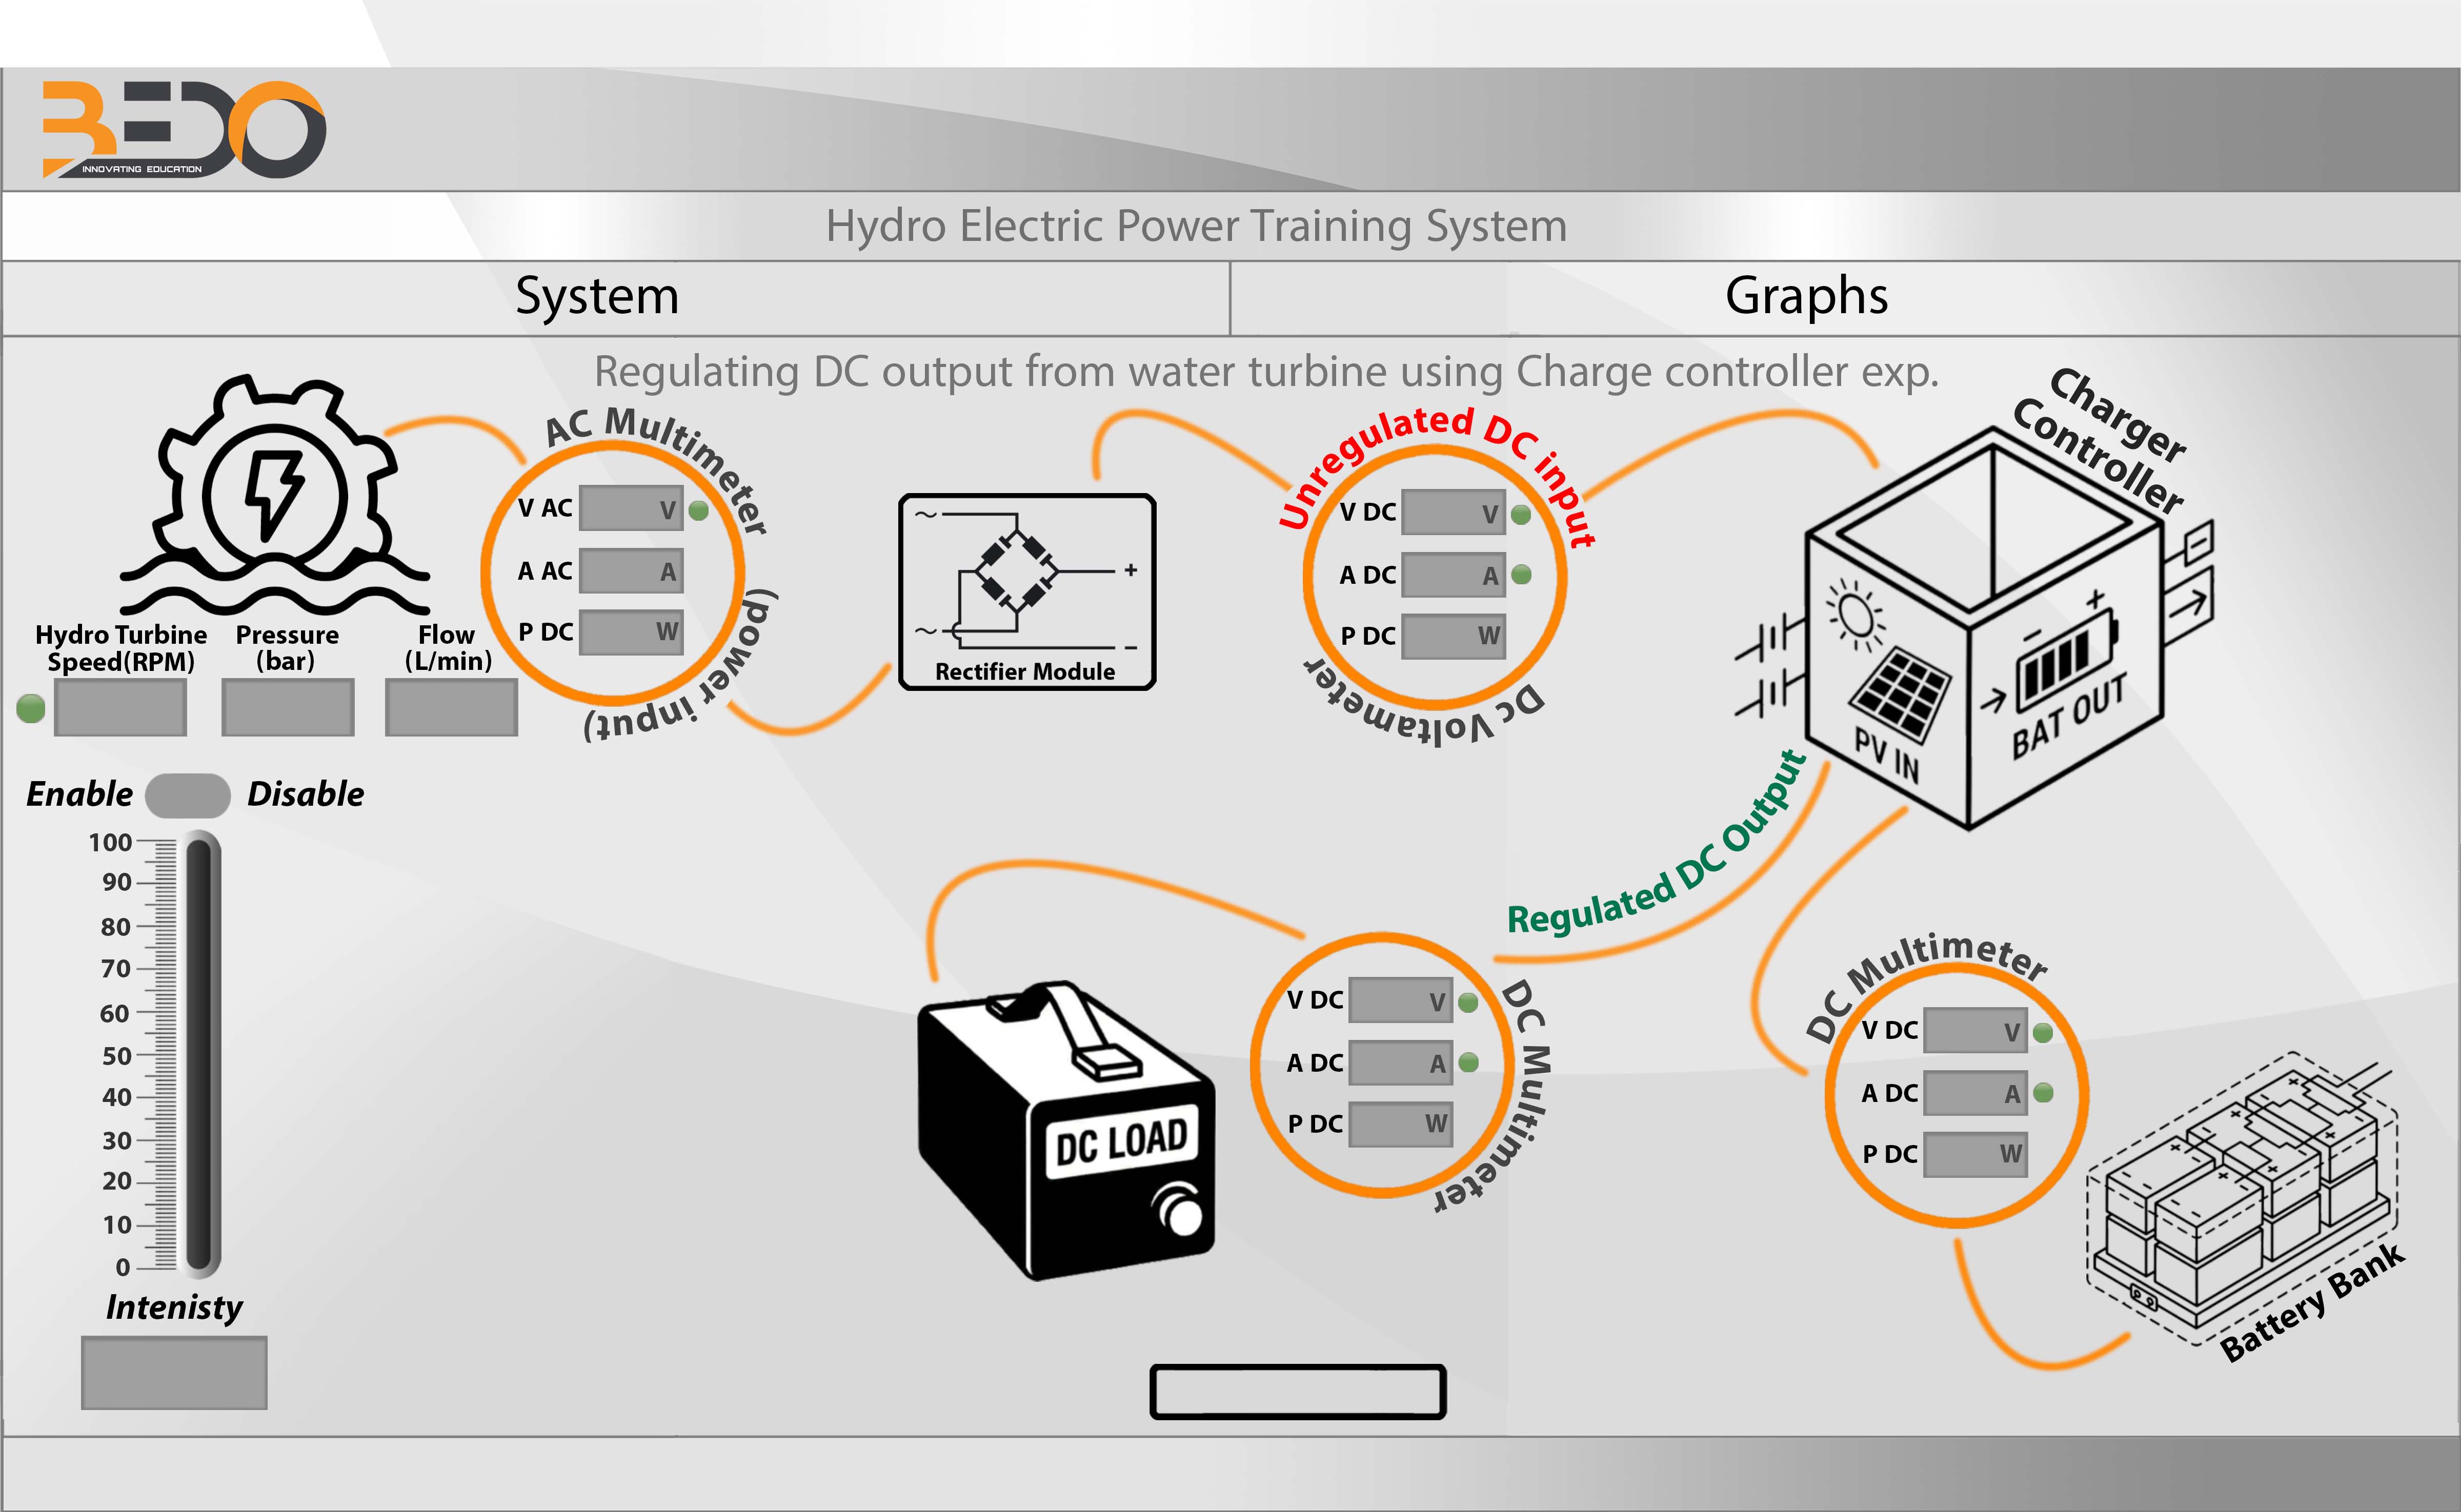 BEDO
INNOVATING EDUCATION
Hydro Electric Power Training System
System
Graphs
Regulating DC output from water turbine using Charge controller exp.
AC Multimeter
(power input)
V AC V
A AC A
P DC W
Hydro Turbine
Speed(RPM)
Pressure
(bar)
Flow
(L/min)
Rectifier Module
+
−
Unregulated DC input
V DC V
A DC A
P DC W
Dc Voltameter
Charger
Controller
PV IN
BAT OUT
+
−
Enable
Disable
100
90
80
70
60
50
40
30
20
10
0
Intenisty
Regulated DC Output
DC LOAD
V DC V
A DC A
P DC W
DC Multimeter
DC Multimeter
V DC V
A DC A
P DC W
Battery Bank